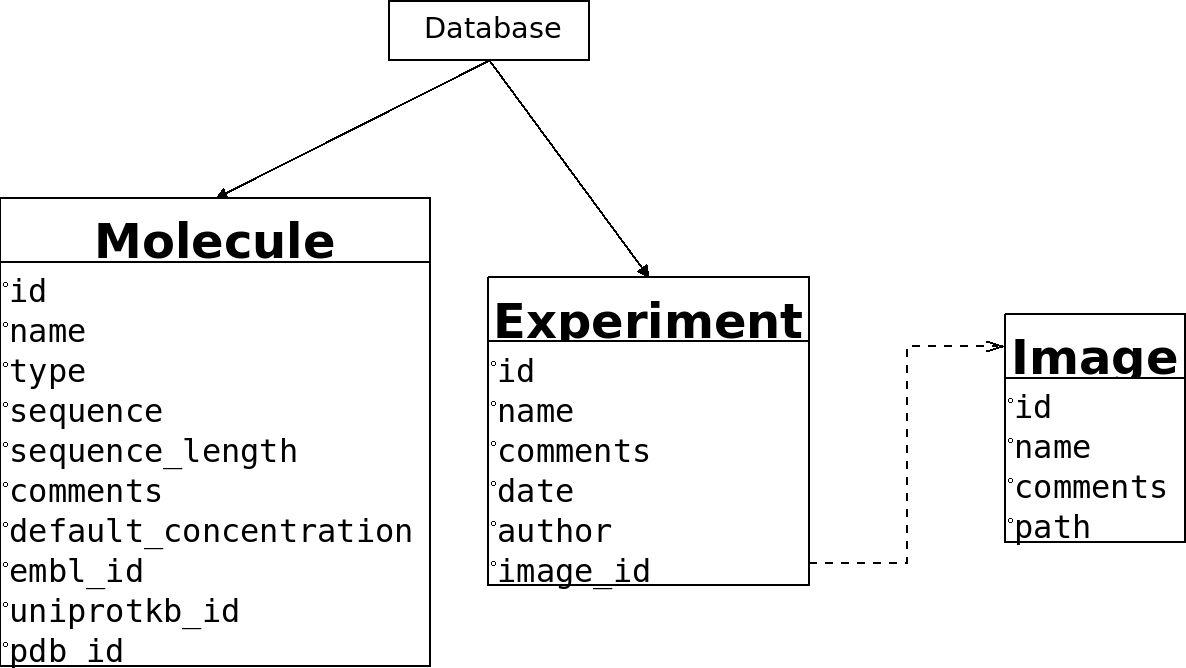 Database
Molecule
id
name
type
sequence
sequence_length
comments
default_concentration
embl_id
uniprotkb_id
pdb_id
Experiment
id
name
comments
date
author
image_id
Image
id
name
comments
path